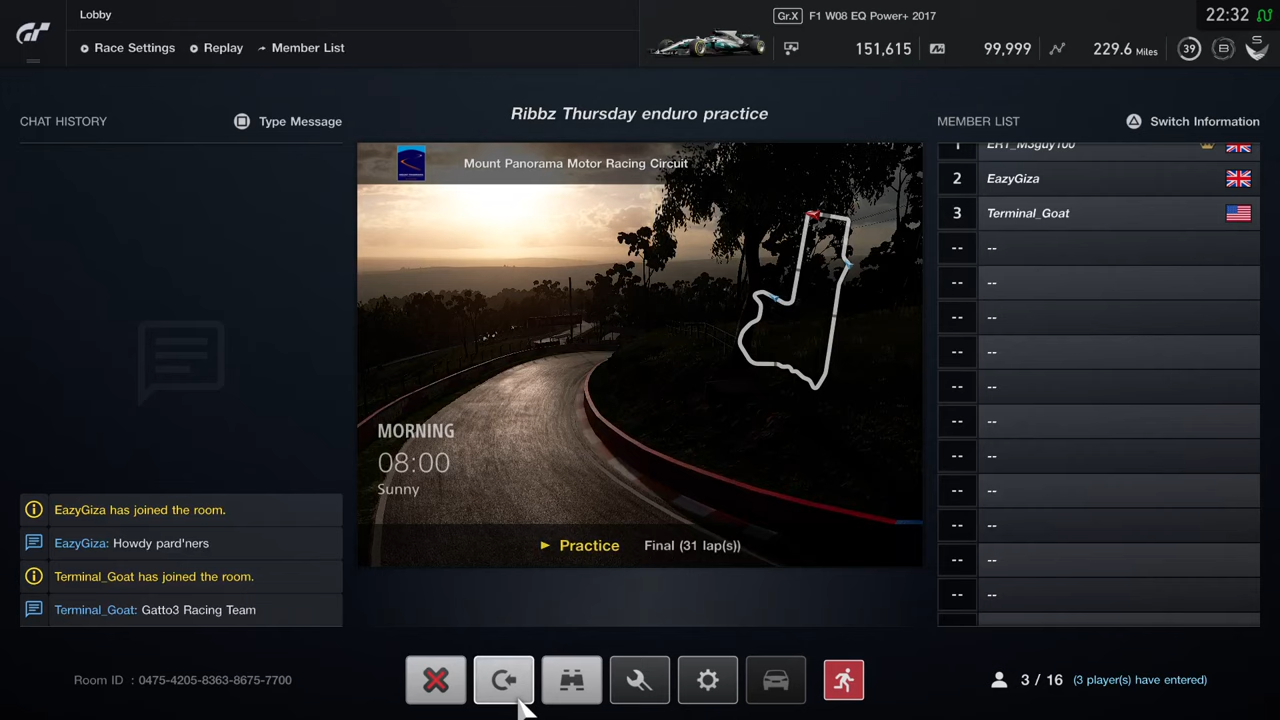 Lobby
Race Settings
Replay
Member List
Gr.X
F1 W08 EQ Power+ 2017
22:32
151,615
99,999
229.6 Miles
39
B
S
CHAT HISTORY
Type Message
Ribbz Thursday enduro practice
MEMBER LIST
Switch Information
Mount Panorama Motor Racing Circuit
1 ER1_M3guy100
2 EazyGiza
3 Terminal_Goat
-- --
-- --
-- --
-- --
-- --
-- --
-- --
-- --
-- --
-- --
-- --
MORNING
08:00
Sunny
Practice Final (31 lap(s))
EazyGiza has joined the room.
EazyGiza: Howdy pard'ners
Terminal_Goat has joined the room.
Terminal_Goat: Gatto3 Racing Team
Room ID : 0475-4205-8363-8675-7700
3 / 16 (3 player(s) have entered)